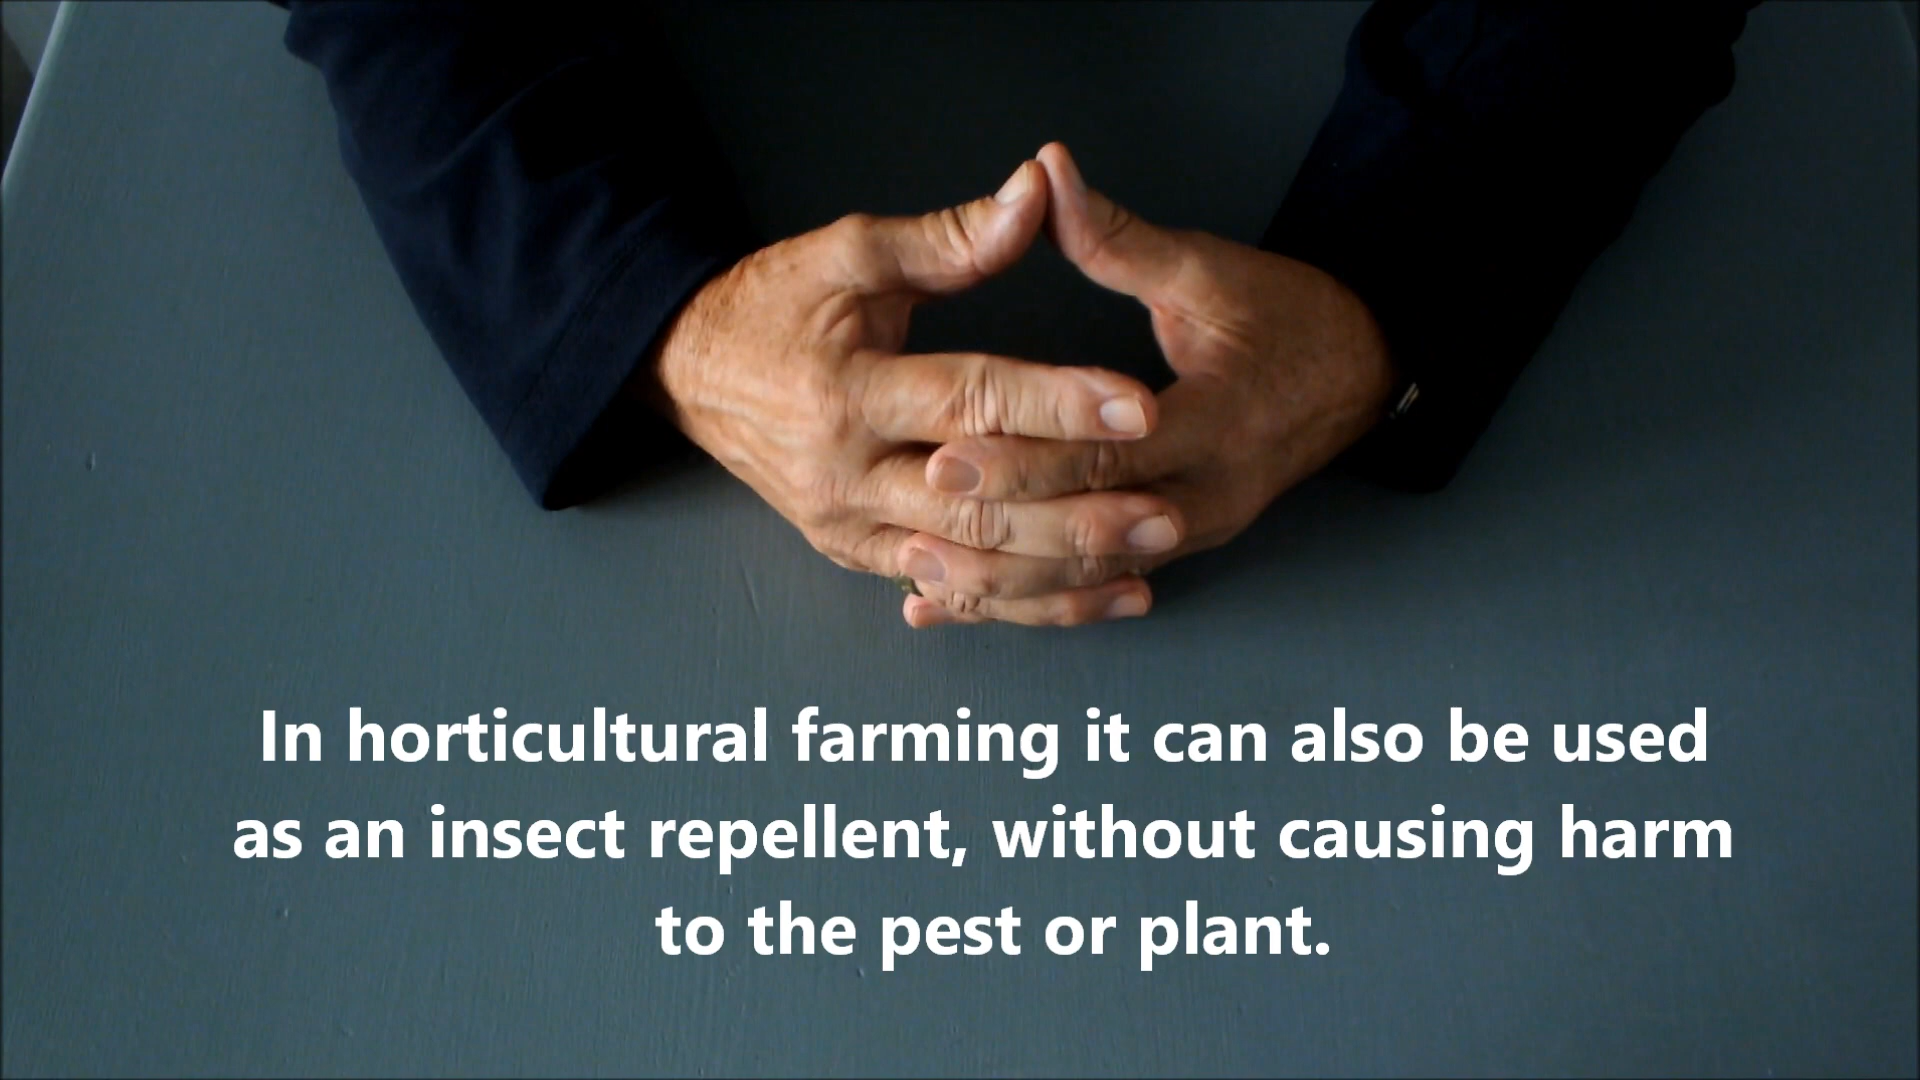 In horticultural farming it can also be used
as an insect repellent, without causing harm
to the pest or plant.